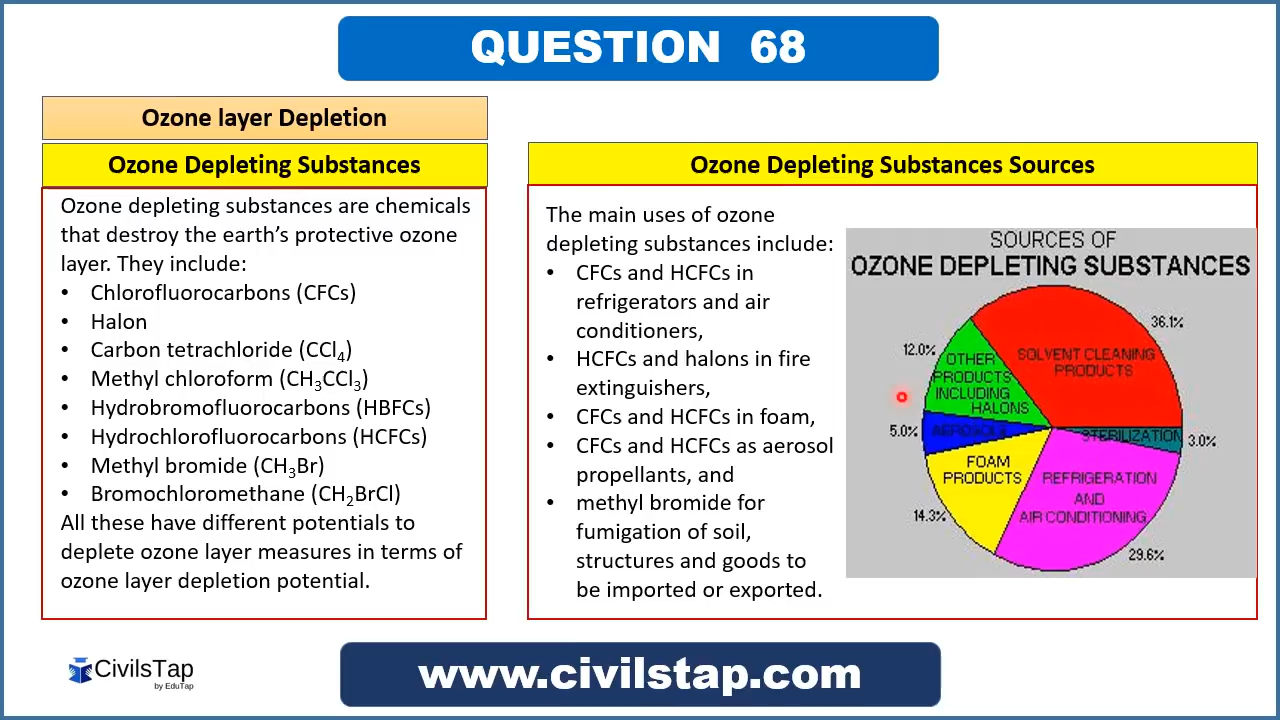 QUESTION 68
Ozone layer Depletion
Ozone Depleting Substances
Ozone depleting substances are chemicals
that destroy the earth's protective ozone
layer. They include:
• Chlorofluorocarbons (CFCs)
• Halon
• Carbon tetrachloride (CCl₄)
• Methyl chloroform (CH₃CCl₃)
• Hydrobromofluorocarbons (HBFCs)
• Hydrochlorofluorocarbons (HCFCs)
• Methyl bromide (CH₃Br)
• Bromochloromethane (CH₂BrCl)
All these have different potentials to
deplete ozone layer measures in terms of
ozone layer depletion potential.
Ozone Depleting Substances Sources
The main uses of ozone
depleting substances include:
• CFCs and HCFCs in
refrigerators and air
conditioners,
• HCFCs and halons in fire
extinguishers,
• CFCs and HCFCs in foam,
• CFCs and HCFCs as aerosol
propellants, and
• methyl bromide for
fumigation of soil,
structures and goods to
be imported or exported.
SOURCES OF
OZONE DEPLETING SUBSTANCES
36.1%
SOLVENT CLEANING
PRODUCTS
12.0%
OTHER
PRODUCTS
INCLUDING
HALONS
5.0%
AEROSOLS
STERILIZATION
3.0%
FOAM
PRODUCTS
14.3%
REFRIGERATION
AND
AIR CONDITIONING
29.6%
CivilsTap
by EduTap
www.civilstap.com